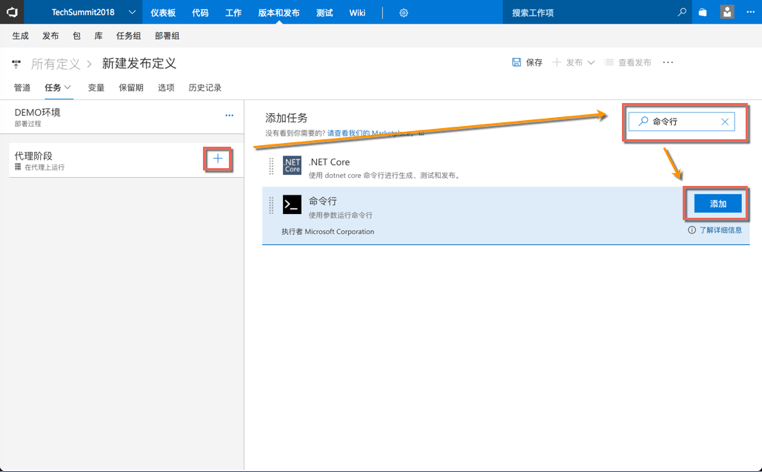 TechSummit2018 仪表板 代码 工作 版本和发布 测试 Wiki 搜索工作项
生成 发布 包 库 任务组 部署组
所有定义 > 新建发布定义 保存 发布 查看发布
管道 任务 变量 保留期 选项 历史记录
DEMO环境
部署过程
代理阶段
在代理上运行
添加任务
没有看到你需要的? 请查看我们的 Marketplace。
命令行
.NET Core
.NET Core
使用 dotnet core 命令行进行生成、测试和发布。
命令行
使用参数运行命令行
添加
执行者 Microsoft Corporation
了解详细信息